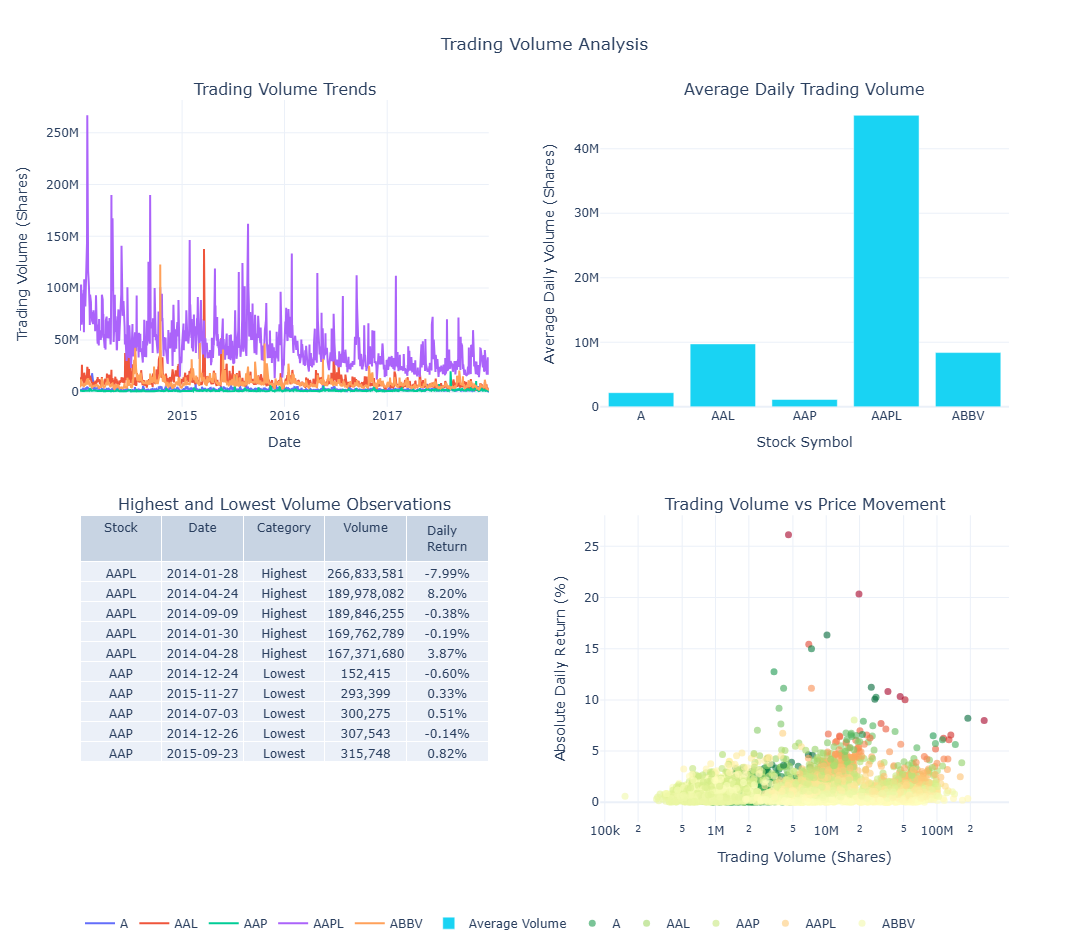 Trading Volume Analysis
Trading Volume Trends
Trading Volume (Shares)
250M
200M
150M
100M
50M
0
2015 2016 2017
Date
Average Daily Trading Volume
Average Daily Volume (Shares)
40M
30M
20M
10M
0
A AAL AAP AAPL ABBV
Stock Symbol
Highest and Lowest Volume Observations
Stock Date Category Volume Daily Return
AAPL 2014-01-28 Highest 266,833,581 -7.99%
AAPL 2014-04-24 Highest 189,978,082 8.20%
AAPL 2014-09-09 Highest 189,846,255 -0.38%
AAPL 2014-01-30 Highest 169,762,789 -0.19%
AAPL 2014-04-28 Highest 167,371,680 3.87%
AAP 2014-12-24 Lowest 152,415 -0.60%
AAP 2015-11-27 Lowest 293,399 0.33%
AAP 2014-07-03 Lowest 300,275 0.51%
AAP 2014-12-26 Lowest 307,543 -0.14%
AAP 2015-09-23 Lowest 315,748 0.82%
Trading Volume vs Price Movement
Absolute Daily Return (%)
25
20
15
10
5
0
100k 2 5 1M 2 5 10M 2 5 100M 2
Trading Volume (Shares)
A AAL AAP AAPL ABBV Average Volume A AAL AAP AAPL ABBV